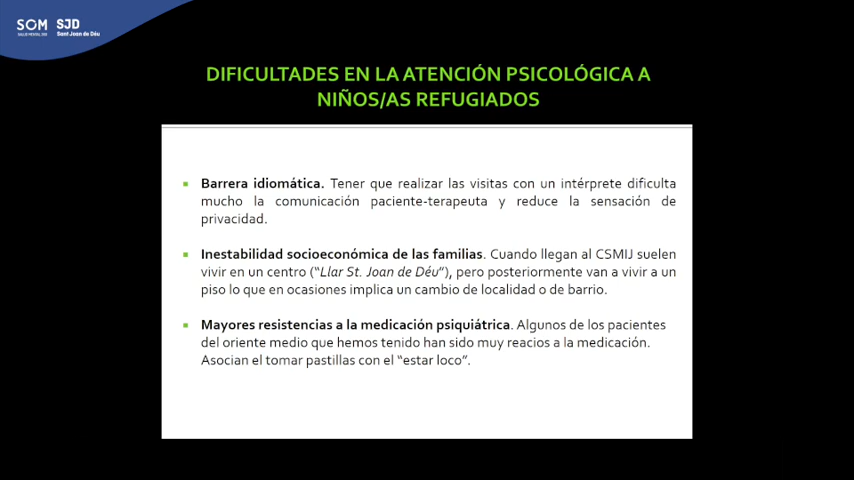 SOM
SALUD MENTAL 360
SJD
Sant Joan de Déu
DIFICULTADES EN LA ATENCIÓN PSICOLÓGICA A
NIÑOS/AS REFUGIADOS
▪ Barrera idiomática. Tener que realizar las visitas con un intérprete dificulta
mucho la comunicación paciente-terapeuta y reduce la sensación de
privacidad.
▪ Inestabilidad socioeconómica de las familias. Cuando llegan al CSMIJ suelen
vivir en un centro (“Llar St. Joan de Déu”), pero posteriormente van a vivir a un
piso lo que en ocasiones implica un cambio de localidad o de barrio.
▪ Mayores resistencias a la medicación psiquiátrica. Algunos de los pacientes
del oriente medio que hemos tenido han sido muy reacios a la medicación.
Asocian el tomar pastillas con el “estar loco”.